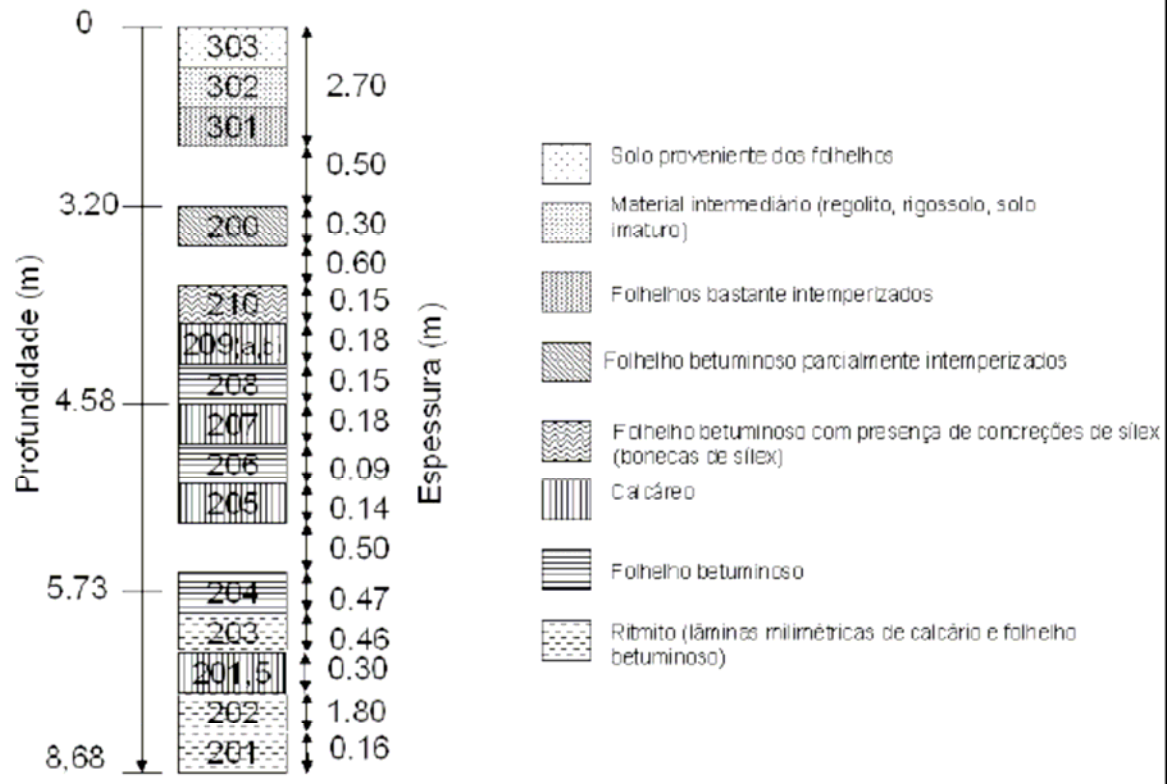 0
303
302
301
2.70
0.50
3.20
200
0.30
0.60
210
0.15
0.18
208
0.15
4.58
207
0.18
206
0.09
205
0.14
0.50
5.73
204
0.47
203
0.46
201,5
0.30
202
1.80
201
0.16
8,68
Profundidade (m)
Espessura (m)
Solo proveniente dos folhelhos
Material intermediário (regolito, rigossolo, solo
imaturo)
Folhelhos bastante intemperizados
Folhelho betuminoso parcialmente intemperizados
Folhelho betuminoso com presença de concreções de sílex
(bonecas de sílex)
Calcáreo
Folhelho betuminoso
Ritmito (lâminas milimétricas de calcário e folhelho
betuminoso)